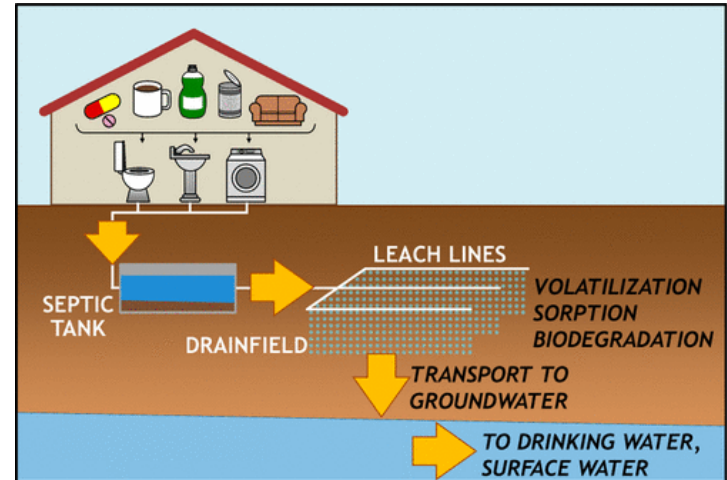 LEACH LINES
SEPTIC
TANK
DRAINFIELD
VOLATILIZATION
SORPTION
BIODEGRADATION
TRANSPORT TO
GROUNDWATER
TO DRINKING WATER,
SURFACE WATER